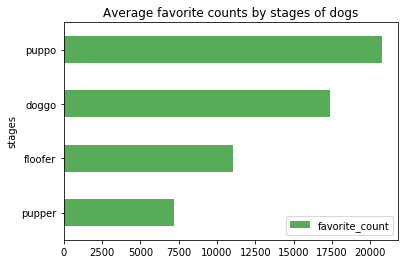 Average favorite counts by stages of dogs
puppo
doggo
floofer
pupper
stages
favorite_count
0 2500 5000 7500 10000 12500 15000 17500 20000